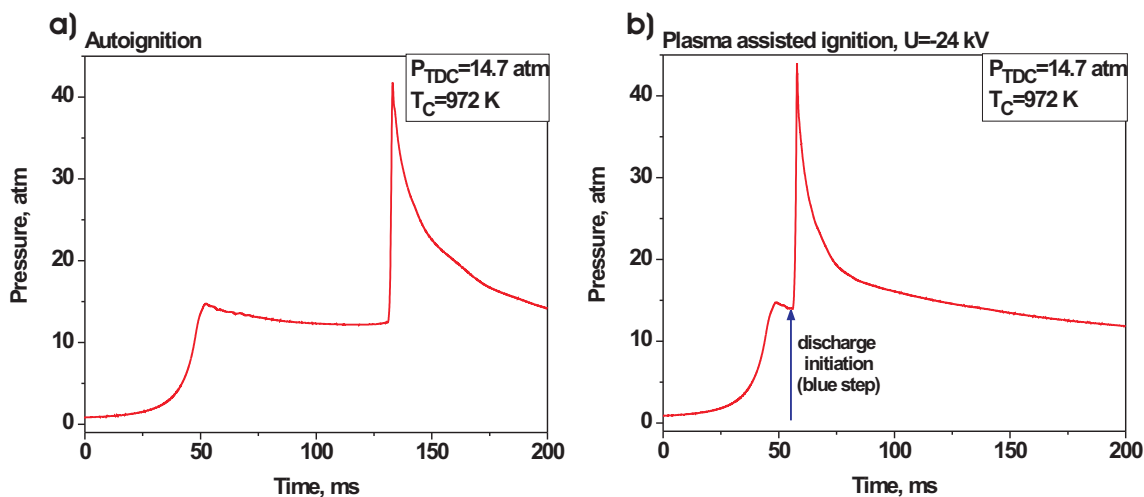 a)
Autoignition
P_TDC=14.7 atm
T_C=972 K
Pressure, atm
40
30
20
10
0
0 50 100 150 200
Time, ms
b)
Plasma assisted ignition, U=-24 kV
P_TDC=14.7 atm
T_C=972 K
Pressure, atm
40
30
20
10
0
discharge
initiation
(blue step)
0 50 100 150 200
Time, ms